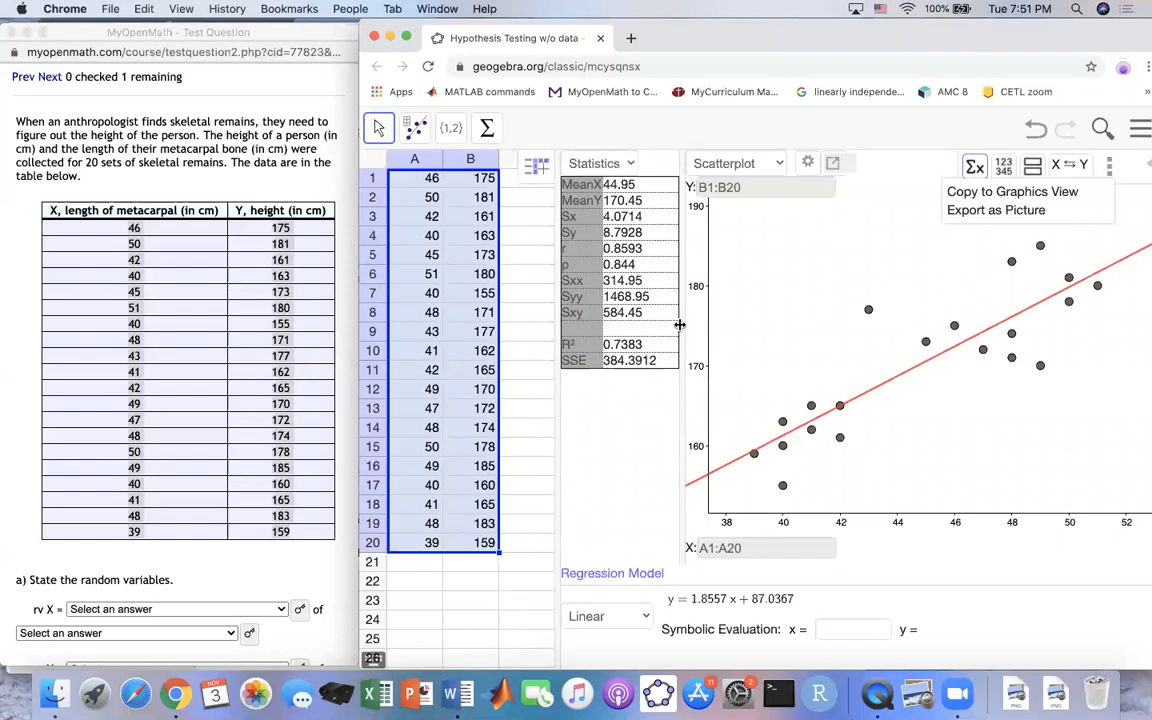 Chrome File Edit View History Bookmarks People Tab Window Help 100% Tue 7:51 PM
MyOpenMath - Test Question
myopenmath.com/course/testquestion2.php?cid=77823&...
Prev Next 0 checked 1 remaining
When an anthropologist finds skeletal remains, they need to
figure out the height of the person. The height of a person (in
cm) and the length of their metacarpal bone (in cm) were
collected for 20 sets of skeletal remains. The data are in the
table below.
X, length of metacarpal (in cm) Y, height (in cm)
46 175
50 181
42 161
40 163
45 173
51 180
40 155
48 171
43 177
41 162
42 165
49 170
47 172
48 174
50 178
49 185
40 160
41 165
48 183
39 159
a) State the random variables.
rv X = Select an answer of
Select an answer
Hypothesis Testing w/o data -
geogebra.org/classic/mcysqnsx
Apps MATLAB commands MyOpenMath to C... MyCurriculum Ma... linearly independe... AMC 8 CETL zoom »
{1,2} Σ
A B
1 46 175
2 50 181
3 42 161
4 40 163
5 45 173
6 51 180
7 40 155
8 48 171
9 43 177
10 41 162
11 42 165
12 49 170
13 47 172
14 48 174
15 50 178
16 49 185
17 40 160
18 41 165
19 48 183
20 39 159
21
22
23
24
25
26
Statistics
MeanX 44.95
MeanY 170.45
Sx 4.0714
Sy 8.7928
r 0.8593
ρ 0.844
Sxx 314.95
Syy 1468.95
Sxy 584.45
R² 0.7383
SSE 384.3912
Scatterplot
Σx 123 345 X ⇆ Y
Copy to Graphics View
Export as Picture
Y: B1:B20
190
180
170
160
38 40 42 44 46 48 50 52
X: A1:A20
Regression Model
Linear
y = 1.8557 x + 87.0367
Symbolic Evaluation: x = y =
NOV 3
11
2
R